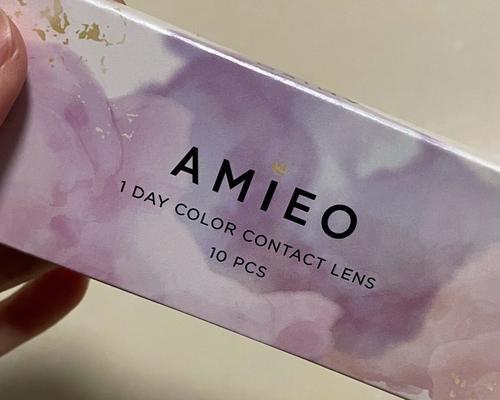 AMIEO
1 DAY COLOR CONTACT LENS
10 PCS